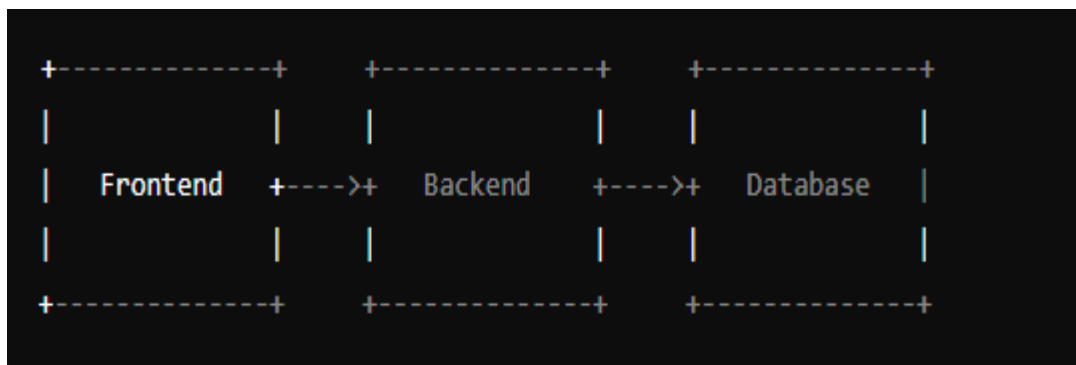 +--------------+     +--------------+     +--------------+
|              |     |              |     |              |
|   Frontend   +---->+   Backend    +---->+   Database   |
|              |     |              |     |              |
+--------------+     +--------------+     +--------------+